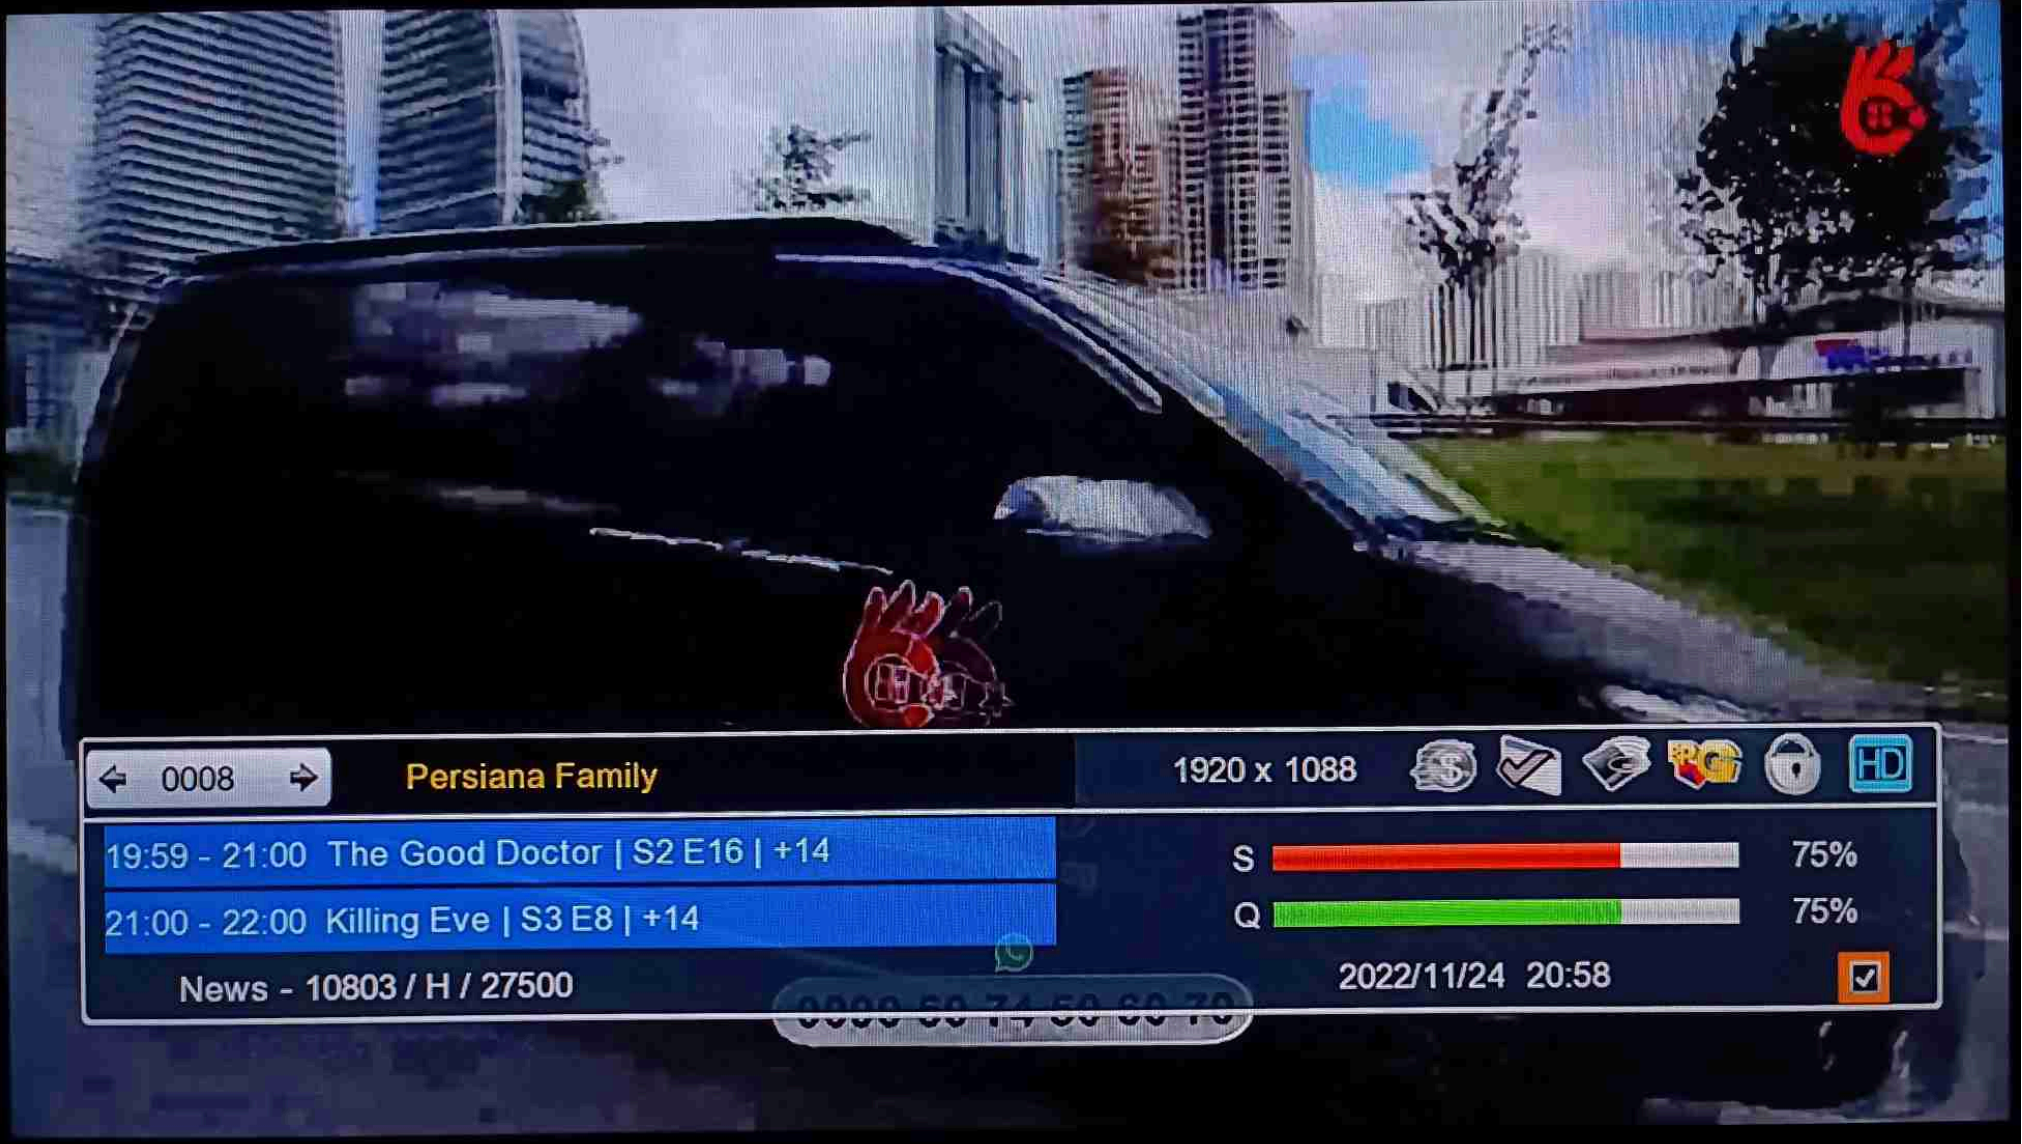 0008 Persiana Family 1920 x 1088 HD
19:59 - 21:00 The Good Doctor | S2 E16 | +14
S 75%
21:00 - 22:00 Killing Eve | S3 E8 | +14
Q 75%
News - 10803 / H / 27500
2022/11/24 20:58